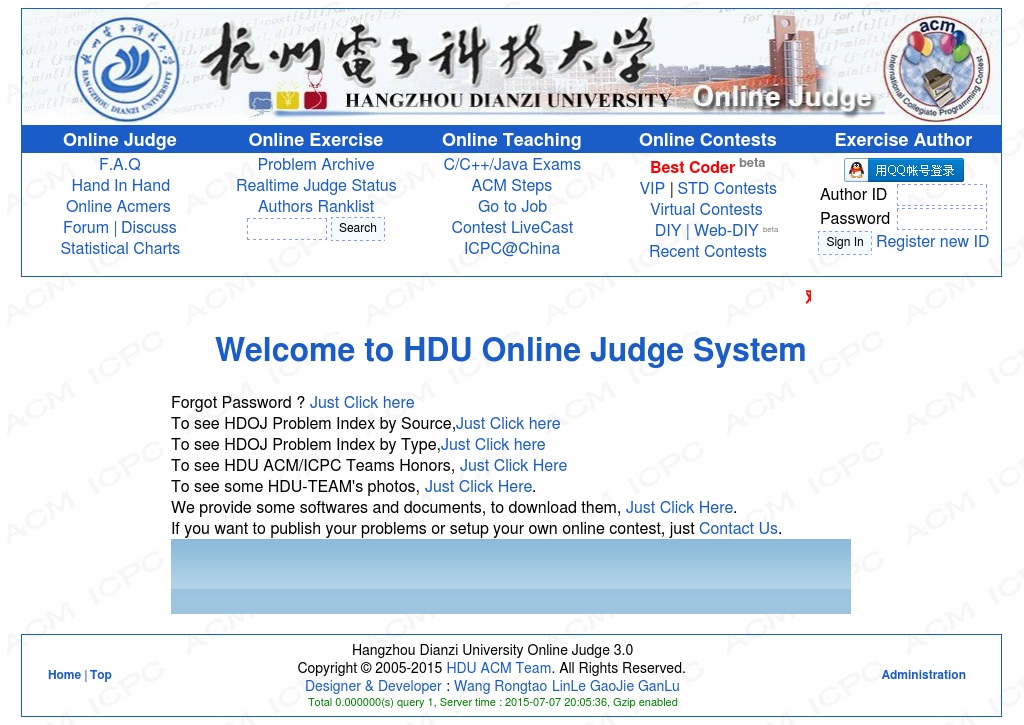 杭州電子科技大学
HANGZHOU DIANZI UNIVERSITY
Online Judge
acm
International Collegiate Programming Contest
Online Judge
Online Exercise
Online Teaching
Online Contests
Exercise Author
F.A.Q
Hand In Hand
Online Acmers
Forum | Discuss
Statistical Charts
Problem Archive
Realtime Judge Status
Authors Ranklist
Search
C/C++/Java Exams
ACM Steps
Go to Job
Contest LiveCast
ICPC@China
Best Coder beta
VIP | STD Contests
Virtual Contests
DIY | Web-DIY beta
Recent Contests
用QQ帐号登录
Author ID
Password
Sign In Register new ID
Welcome to HDU Online Judge System
Forgot Password ? Just Click here
To see HDOJ Problem Index by Source,Just Click here
To see HDOJ Problem Index by Type,Just Click here
To see HDU ACM/ICPC Teams Honors, Just Click Here
To see some HDU-TEAM's photos, Just Click Here.
We provide some softwares and documents, to download them, Just Click Here.
If you want to publish your problems or setup your own online contest, just Contact Us.
Home | Top
Hangzhou Dianzi University Online Judge 3.0
Copyright © 2005-2015 HDU ACM Team. All Rights Reserved.
Designer & Developer : Wang Rongtao LinLe GaoJie GanLu
Total 0.000000(s) query 1, Server time : 2015-07-07 20:05:36, Gzip enabled
Administration